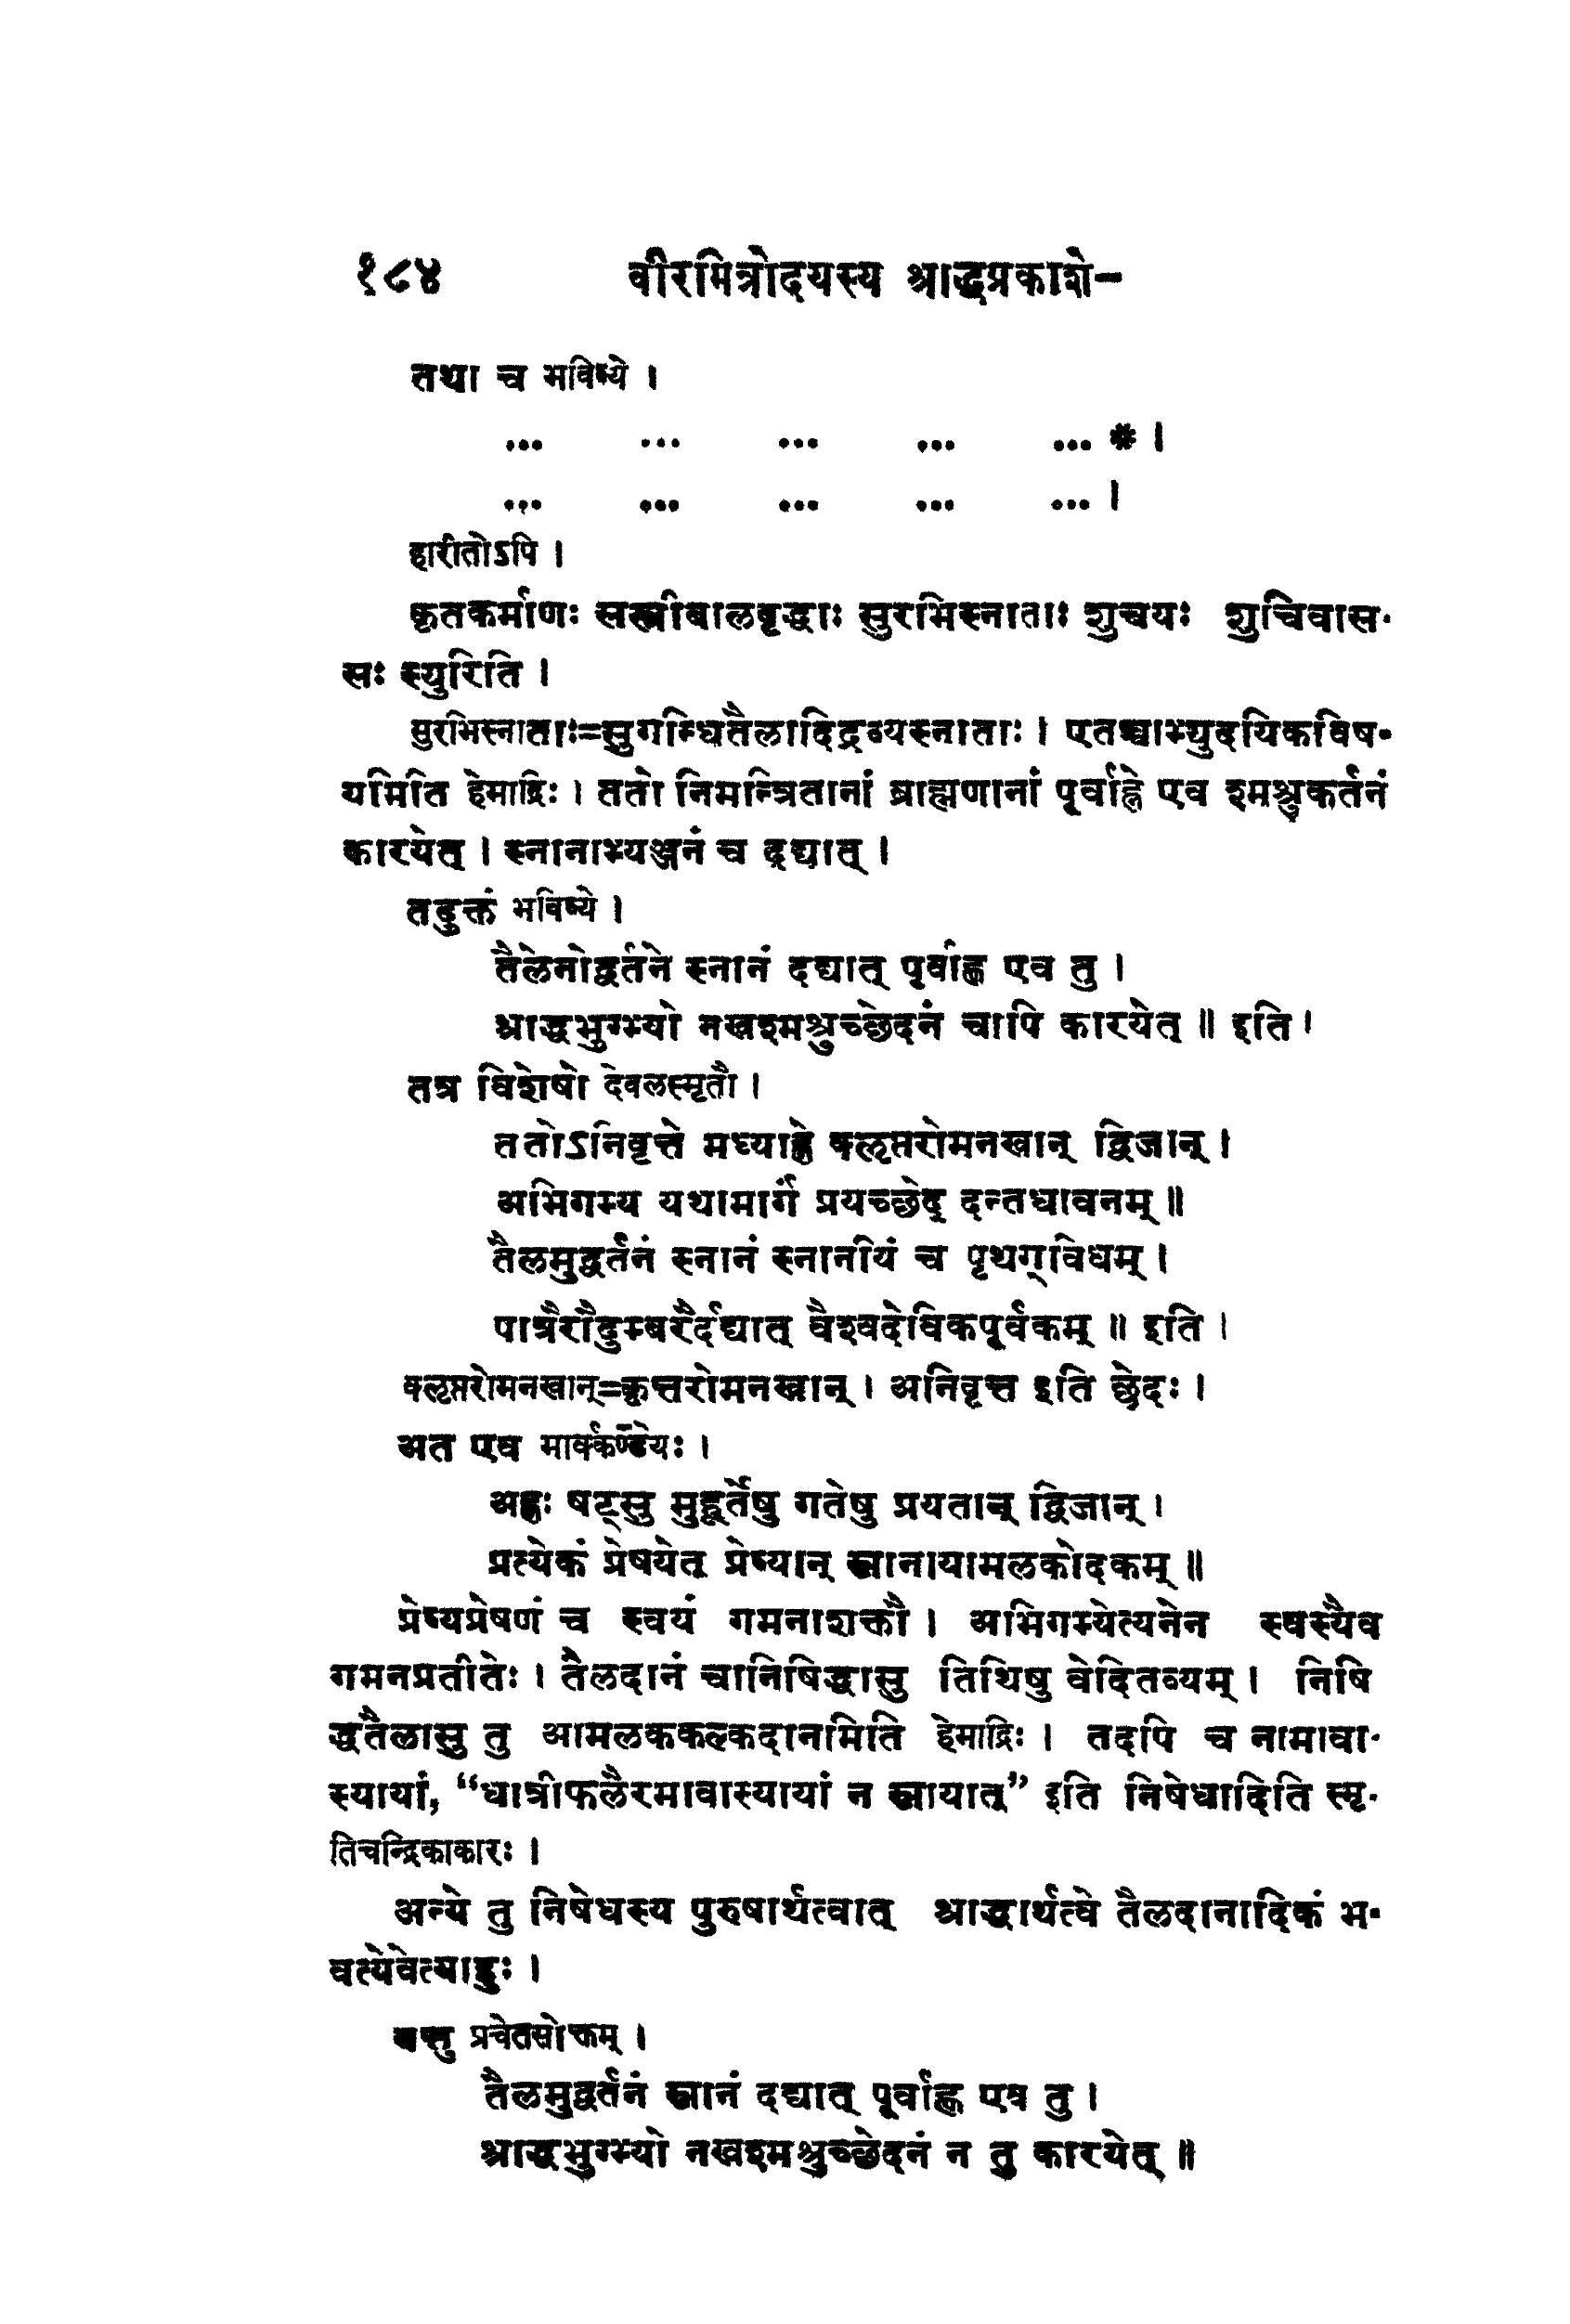 १८४ वीरमित्रोदयस्य श्राद्धप्रकाशे-
तथा च भविष्ये ।
... ... ... ... ... * ।
... ... ... ... ... ।
हारीतोऽपि ।
कृतकर्माणः सस्त्रीबालवृद्धाः सुरभिस्नाताः शुचयः शुचिवास-
सः स्युरिति ।
सुरभिस्नाताः=सुगन्धितैलादिद्रव्यस्नाताः । एतच्चाभ्युदयिकविष-
यमिति हेमाद्रिः । ततो निमन्त्रितानां ब्राह्मणानां पूर्वाह्णे एव श्मश्रुकर्तनं
कारयेत् । स्नानाभ्यञ्जनं च दद्यात् ।
तदुक्तं भविष्ये ।
तैलेनोद्वर्तने स्नानं दद्यात् पूर्वाह्ण एव तु ।
श्राद्धभुग्भ्यो नखश्मश्रुच्छेदनं चापि कारयेत् ॥ इति ।
तत्र विशेषो देवलस्मृतौ ।
ततोऽनिवृत्ते मध्याह्ने क्लृप्तरोमनखान् द्विजान् ।
अभिगम्य यथामार्गं प्रयच्छेद् दन्तधावनम् ॥
तैलमुद्वर्तनं स्नानं स्नानीयं च पृथग्विधम् ।
पात्रैरौदुम्बरैर्दद्यात् वैश्वदेविकपूर्वकम् ॥ इति ।
क्लृप्तरोमनखान्=कृत्तरोमनखान् । अनिवृत्त इति छेदः ।
अत एव मार्क्कण्डेयः ।
अह्नः षट्सु मुहूर्तेषु गतेषु प्रयतान् द्विजान् ।
प्रत्येकं प्रेषयेत् प्रेष्यान् स्नानायामलकोदकम् ॥
प्रेष्यप्रेषणं च स्वयं गमनाशक्तौ । अभिगम्येत्यनेन स्वस्यैव
गमनप्रतीतेः । तैलदानं चानिषिद्धासु तिथिषु वेदितव्यम् । निषि
द्धतैलासु तु आमलककल्कदानमिति हेमाद्रिः । तदपि च नामावा-
स्यायां, “धात्रीफलैरमावास्यायां न स्नायात्” इति निषेधादिति स्मृ-
तिचन्द्रिकाकारः ।
अन्ये तु निषेधस्य पुरुषार्थत्वात् श्राद्धार्थत्वे तैलदानादिकं भ-
वत्येवेत्याहुः ।
यत्तु प्रचेतसोक्तम् ।
तैलमुद्वर्तनं स्नानं दद्यात् पूर्वाह्ण एव तु ।
श्राद्धभुग्भ्यो नखश्मश्रुच्छेदनं न तु कारयेत् ॥